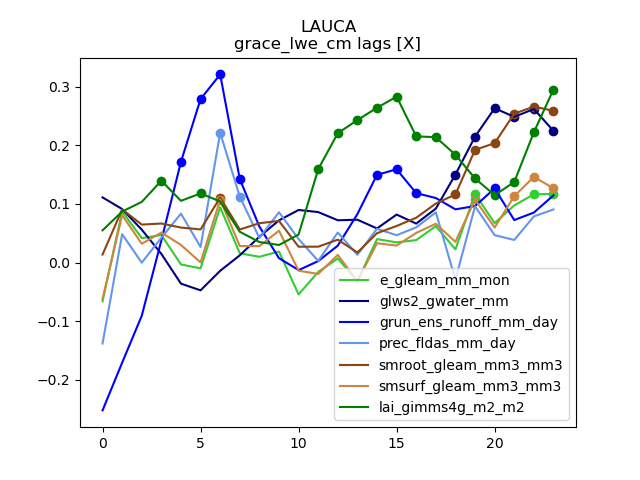 LAUCA
grace_lwe_cm lags [X]
0.3
0.2
0.1
0.0
−0.1
−0.2
0
5
10
15
20
e_gleam_mm_mon
glws2_gwater_mm
grun_ens_runoff_mm_day
prec_fldas_mm_day
smroot_gleam_mm3_mm3
smsurf_gleam_mm3_mm3
lai_gimms4g_m2_m2